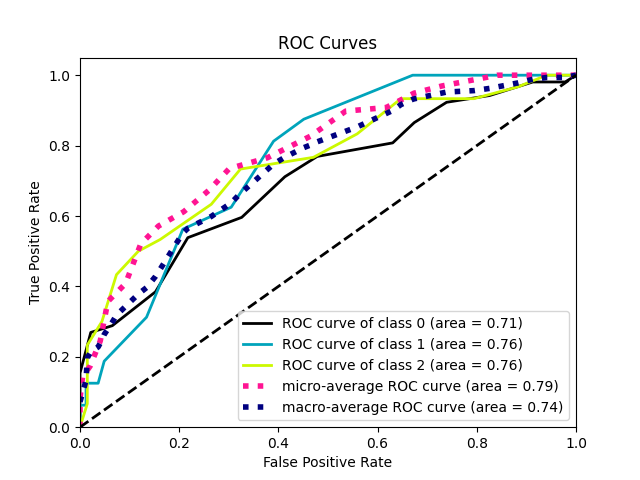 ROC Curves
True Positive Rate
1.0
0.8
0.6
0.4
0.2
0.0
ROC curve of class 0 (area = 0.71)
ROC curve of class 1 (area = 0.76)
ROC curve of class 2 (area = 0.76)
micro-average ROC curve (area = 0.79)
macro-average ROC curve (area = 0.74)
0.0 0.2 0.4 0.6 0.8 1.0
False Positive Rate